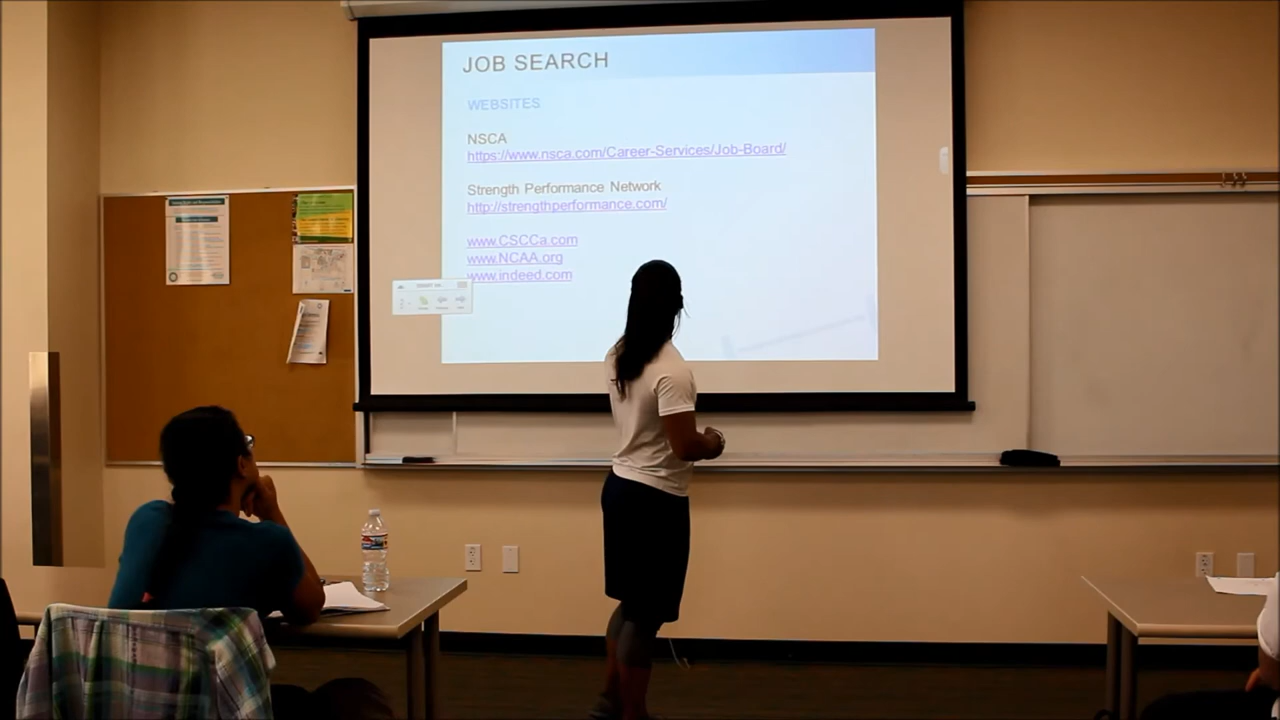 JOB SEARCH
WEBSITES
NSCA
https://www.nsca.com/Career-Services/Job-Board/
Strength Performance Network
http://strengthperformance.com/
www.CSCCa.com
www.NCAA.org
www.indeed.com